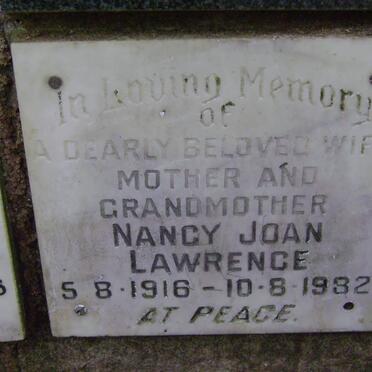 In Loving Memory
OF
A DEARLY BELOVED WIFE
MOTHER AND
GRANDMOTHER
NANCY JOAN
LAWRENCE
5·8·1916 – 10·8·1982
AT PEACE.